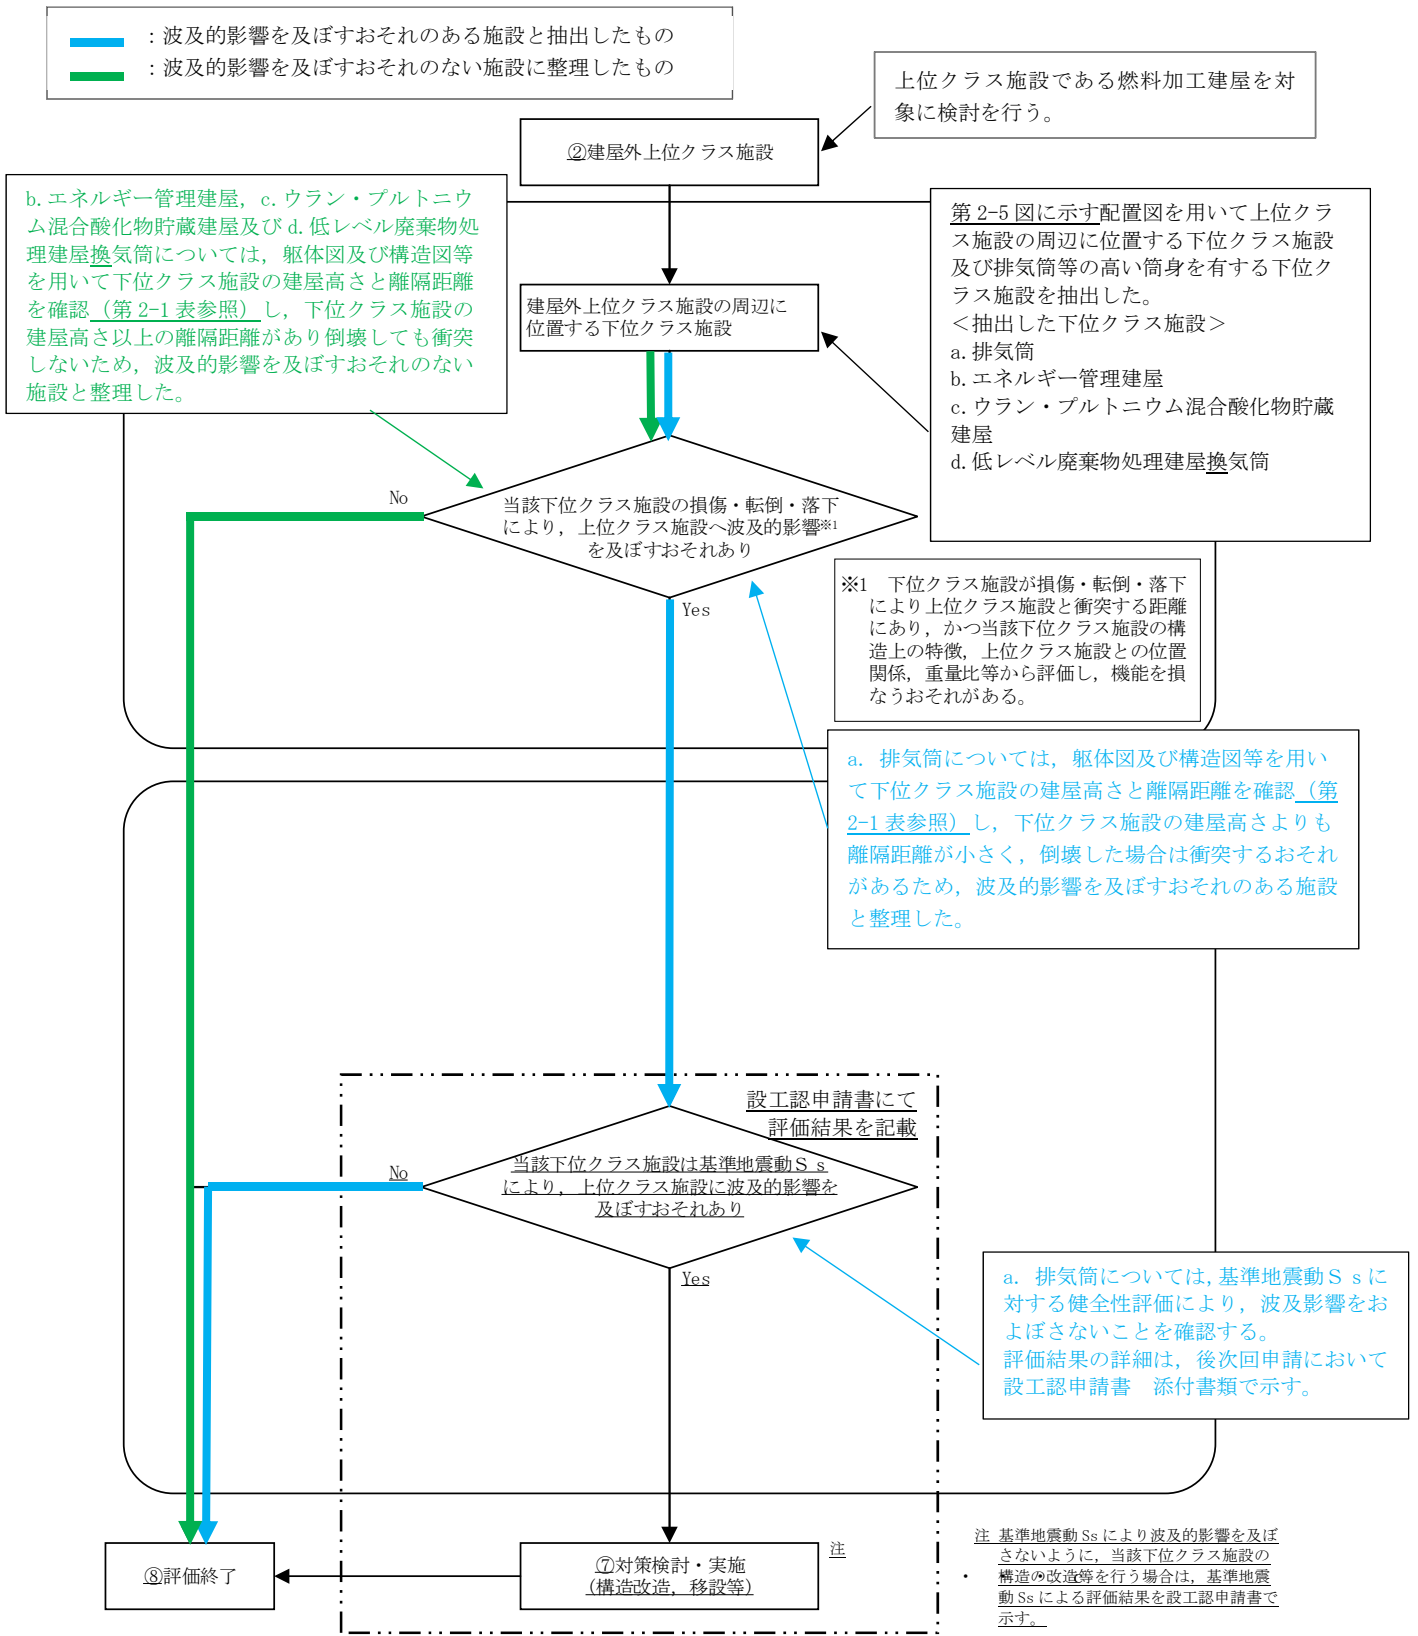 ：波及的影響を及ぼすおそれのある施設と抽出したもの
：波及的影響を及ぼすおそれのない施設に整理したもの
上位クラス施設である燃料加工建屋を対
象に検討を行う。
②建屋外上位クラス施設
b.エネルギー管理建屋，c.ウラン・プルトニウ
ム混合酸化物貯蔵建屋及びd.低レベル廃棄物処
理建屋換気筒については，躯体図及び構造図等
を用いて下位クラス施設の建屋高さと離隔距離
を確認（第2-1表参照）し，下位クラス施設の
建屋高さ以上の離隔距離があり倒壊しても衝突
しないため，波及的影響を及ぼすおそれのない
施設と整理した。
第2-5図に示す配置図を用いて上位クラ
ス施設の周辺に位置する下位クラス施設
及び排気筒等の高い筒身を有する下位ク
ラス施設を抽出した。
＜抽出した下位クラス施設＞
a.排気筒
b.エネルギー管理建屋
c.ウラン・プルトニウム混合酸化物貯蔵
建屋
d.低レベル廃棄物処理建屋換気筒
建屋外上位クラス施設の周辺に
位置する下位クラス施設
No
当該下位クラス施設の損傷・転倒・落下
により，上位クラス施設へ波及的影響※1
を及ぼすおそれあり
Yes
※1　下位クラス施設が損傷・転倒・落下
により上位クラス施設と衝突する距離
にあり，かつ当該下位クラス施設の構
造上の特徴，上位クラス施設との位置
関係，重量比等から評価し，機能を損
なうおそれがある。
a. 排気筒については，躯体図及び構造図等を用い
て下位クラス施設の建屋高さと離隔距離を確認（第
2-1表参照）し，下位クラス施設の建屋高さよりも
離隔距離が小さく，倒壊した場合は衝突するおそれ
があるため，波及的影響を及ぼすおそれのある施設
と整理した。
設工認申請書にて
評価結果を記載
No
当該下位クラス施設は基準地震動Ｓｓ
により，上位クラス施設に波及的影響を
及ぼすおそれあり
Yes
a. 排気筒については,基準地震動Ｓｓに
対する健全性評価により，波及影響をお
よぼさないことを確認する。
評価結果の詳細は，後次回申請において
設工認申請書　添付書類で示す。
⑧評価終了
⑦対策検討・実施
（構造改造，移設等）
注
注 基準地震動Ssにより波及的影響を及ぼ
さないように，当該下位クラス施設の
構造の改造等を行う場合は，基準地震
動Ssによる評価結果を設工認申請書で
示す。